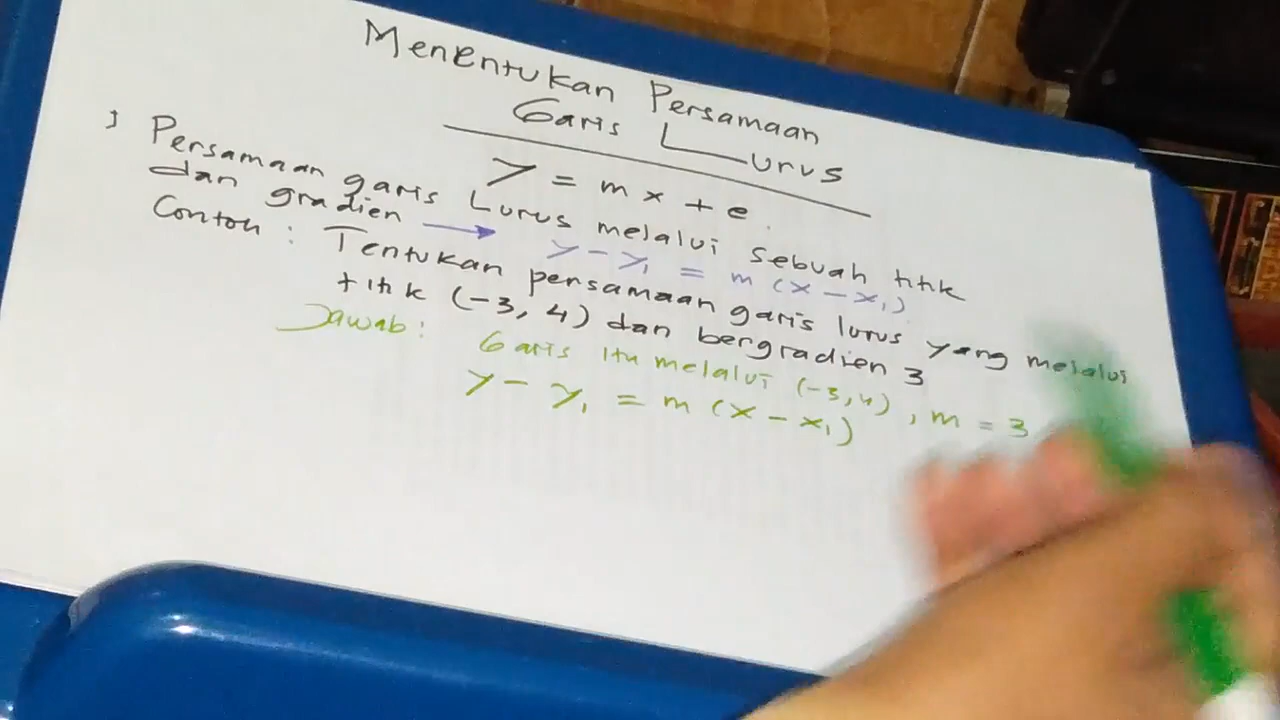 Menentukan Persamaan
Garis Lurus
y = mx + e
Persamaan garis Lurus melalui sebuah titik
dan gradien → y - y₁ = m (x - x₁)
Contoh : Tentukan persamaan garis lurus yang melalui
titik (-3, 4) dan bergradien 3
Jawab : Garis itu melalui (-3,4), m = 3
y - y₁ = m (x - x₁)